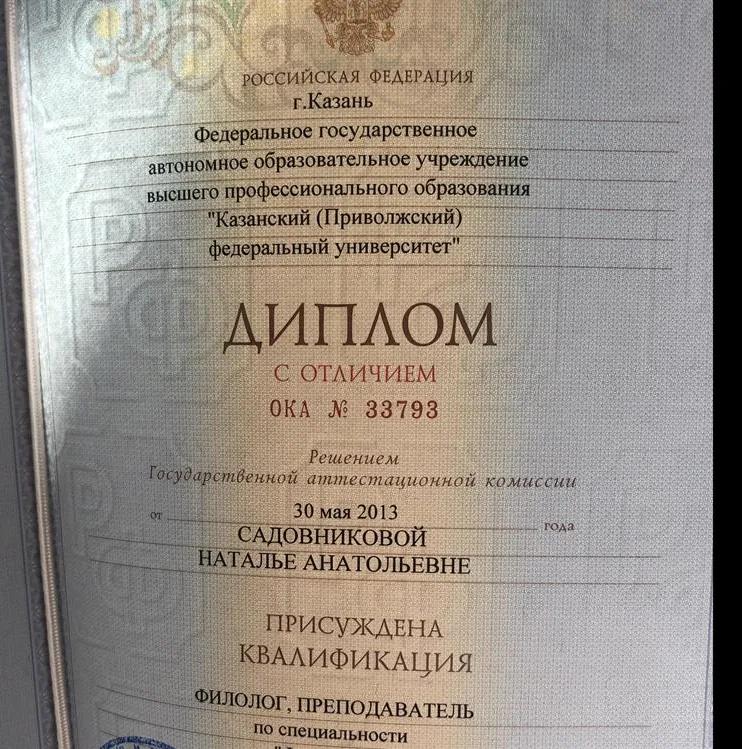 РОССИЙСКАЯ ФЕДЕРАЦИЯ
г.Казань
Федеральное государственное
автономное образовательное учреждение
высшего профессионального образования
"Казанский (Приволжский)
федеральный университет"
ДИПЛОМ
С ОТЛИЧИЕМ
ОКА № 33793
Решением
Государственной аттестационной комиссии
от 30 мая 2013 года
САДОВНИКОВОЙ
НАТАЛЬЕ АНАТОЛЬЕВНЕ
ПРИСУЖДЕНА
КВАЛИФИКАЦИЯ
ФИЛОЛОГ, ПРЕПОДАВАТЕЛЬ
по специальности